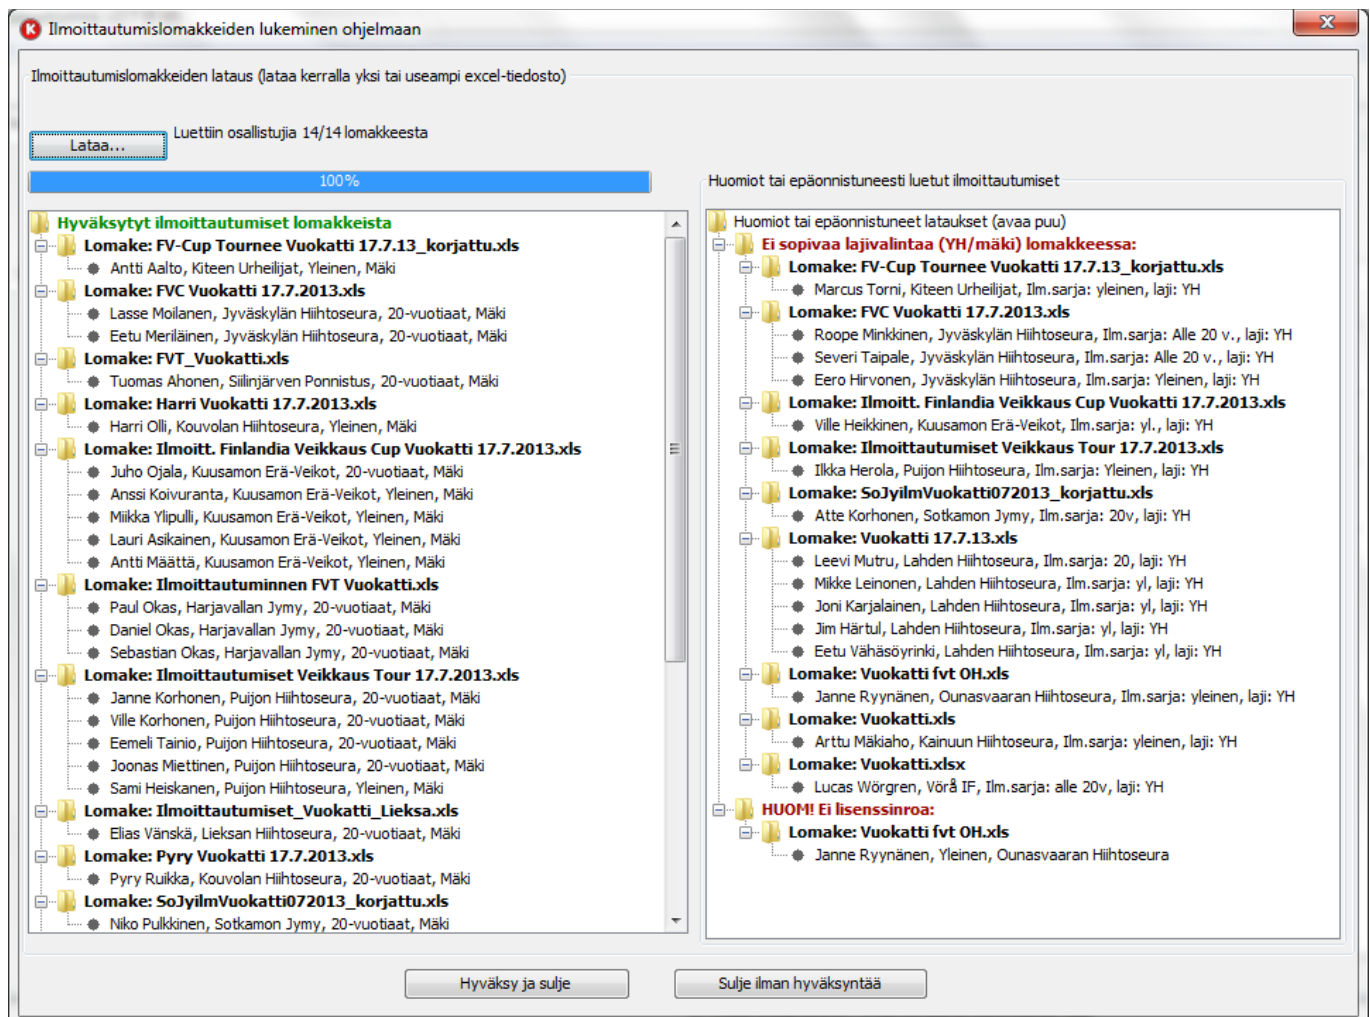 K Ilmoittautumislomakkeiden lukeminen ohjelmaan
Ilmoittautumislomakkeiden lataus (lataa kerralla yksi tai useampi excel-tiedosto)
Lataa...
Luettiin osallistujia 14/14 lomakkeesta
100%
Hyväksytyt ilmoittautumiset lomakkeista
Lomake: FV-Cup Tournee Vuokatti 17.7.13_korjattu.xls
Antti Aalto, Kiteen Urheilijat, Yleinen, Mäki
Lomake: FVC Vuokatti 17.7.2013.xls
Lasse Moilanen, Jyväskylän Hiihtoseura, 20-vuotiaat, Mäki
Eetu Meriläinen, Jyväskylän Hiihtoseura, 20-vuotiaat, Mäki
Lomake: FVT_Vuokatti.xls
Tuomas Ahonen, Siilinjärven Ponnistus, 20-vuotiaat, Mäki
Lomake: Harri Vuokatti 17.7.2013.xls
Harri Olli, Kouvolan Hiihtoseura, Yleinen, Mäki
Lomake: Ilmoitt. Finlandia Veikkaus Cup Vuokatti 17.7.2013.xls
Juho Ojala, Kuusamon Erä-Veikot, 20-vuotiaat, Mäki
Anssi Koivuranta, Kuusamon Erä-Veikot, Yleinen, Mäki
Miikka Ylipulli, Kuusamon Erä-Veikot, Yleinen, Mäki
Lauri Asikainen, Kuusamon Erä-Veikot, Yleinen, Mäki
Antti Määttä, Kuusamon Erä-Veikot, Yleinen, Mäki
Lomake: Ilmoittautuminnen FVT Vuokatti.xls
Paul Okas, Harjavallan Jymy, 20-vuotiaat, Mäki
Daniel Okas, Harjavallan Jymy, 20-vuotiaat, Mäki
Sebastian Okas, Harjavallan Jymy, 20-vuotiaat, Mäki
Lomake: Ilmoittautumiset Veikkaus Tour 17.7.2013.xls
Janne Korhonen, Puijon Hiihtoseura, 20-vuotiaat, Mäki
Ville Korhonen, Puijon Hiihtoseura, 20-vuotiaat, Mäki
Eemeli Tainio, Puijon Hiihtoseura, 20-vuotiaat, Mäki
Joonas Miettinen, Puijon Hiihtoseura, 20-vuotiaat, Mäki
Sami Heiskanen, Puijon Hiihtoseura, Yleinen, Mäki
Lomake: Ilmoittautumiset_Vuokatti_Lieksa.xls
Elias Vänskä, Lieksan Hiihtoseura, 20-vuotiaat, Mäki
Lomake: Pyry Vuokatti 17.7.2013.xls
Pyry Ruikka, Kouvolan Hiihtoseura, 20-vuotiaat, Mäki
Lomake: SoJyilmVuokatti072013_korjattu.xls
Niko Pulkkinen, Sotkamon Jymy, 20-vuotiaat, Mäki
Huomiot tai epäonnistuneesti luetut ilmoittautumiset
Huomiot tai epäonnistuneet lataukset (avaa puu)
Ei sopivaa lajivalintaa (YH/mäki) lomakkeessa:
Lomake: FV-Cup Tournee Vuokatti 17.7.13_korjattu.xls
Marcus Torni, Kiteen Urheilijat, Ilm.sarja: yleinen, laji: YH
Lomake: FVC Vuokatti 17.7.2013.xls
Roope Minkkinen, Jyväskylän Hiihtoseura, Ilm.sarja: Alle 20 v., laji: YH
Severi Taipale, Jyväskylän Hiihtoseura, Ilm.sarja: Alle 20 v., laji: YH
Eero Hirvonen, Jyväskylän Hiihtoseura, Ilm.sarja: Yleinen, laji: YH
Lomake: Ilmoitt. Finlandia Veikkaus Cup Vuokatti 17.7.2013.xls
Ville Heikkinen, Kuusamon Erä-Veikot, Ilm.sarja: yl., laji: YH
Lomake: Ilmoittautumiset Veikkaus Tour 17.7.2013.xls
Ilkka Herola, Puijon Hiihtoseura, Ilm.sarja: Yleinen, laji: YH
Lomake: SoJyilmVuokatti072013_korjattu.xls
Atte Korhonen, Sotkamon Jymy, Ilm.sarja: 20v, laji: YH
Lomake: Vuokatti 17.7.13.xls
Leevi Mutru, Lahden Hiihtoseura, Ilm.sarja: 20, laji: YH
Mikke Leinonen, Lahden Hiihtoseura, Ilm.sarja: yl, laji: YH
Joni Karjalainen, Lahden Hiihtoseura, Ilm.sarja: yl, laji: YH
Jim Härtul, Lahden Hiihtoseura, Ilm.sarja: yl, laji: YH
Eetu Vähäsöyrinki, Lahden Hiihtoseura, Ilm.sarja: yl, laji: YH
Lomake: Vuokatti fvt OH.xls
Janne Ryynänen, Ounasvaaran Hiihtoseura, Ilm.sarja: yleinen, laji: YH
Lomake: Vuokatti.xls
Arttu Mäkiaho, Kainuun Hiihtoseura, Ilm.sarja: yleinen, laji: YH
Lomake: Vuokatti.xlsx
Lucas Wörgren, Vörå IF, Ilm.sarja: alle 20v, laji: YH
HUOM! Ei lisenssinroa:
Lomake: Vuokatti fvt OH.xls
Janne Ryynänen, Yleinen, Ounasvaaran Hiihtoseura
Hyväksy ja sulje
Sulje ilman hyväksyntää